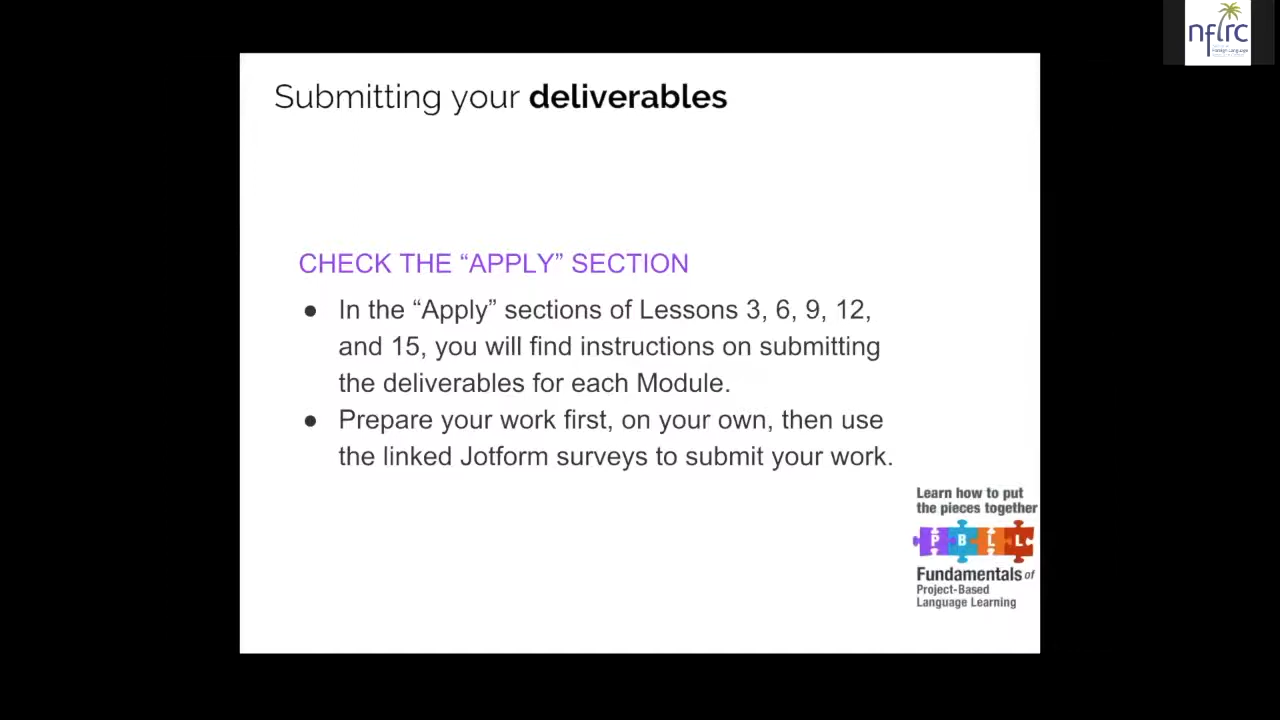 nflrc
Foreign Language
Submitting your deliverables
CHECK THE “APPLY” SECTION
● In the “Apply” sections of Lessons 3, 6, 9, 12,
and 15, you will find instructions on submitting
the deliverables for each Module.
● Prepare your work first, on your own, then use
the linked Jotform surveys to submit your work.
Learn how to put
the pieces together
P B L L
Fundamentals of
Project-Based
Language Learning